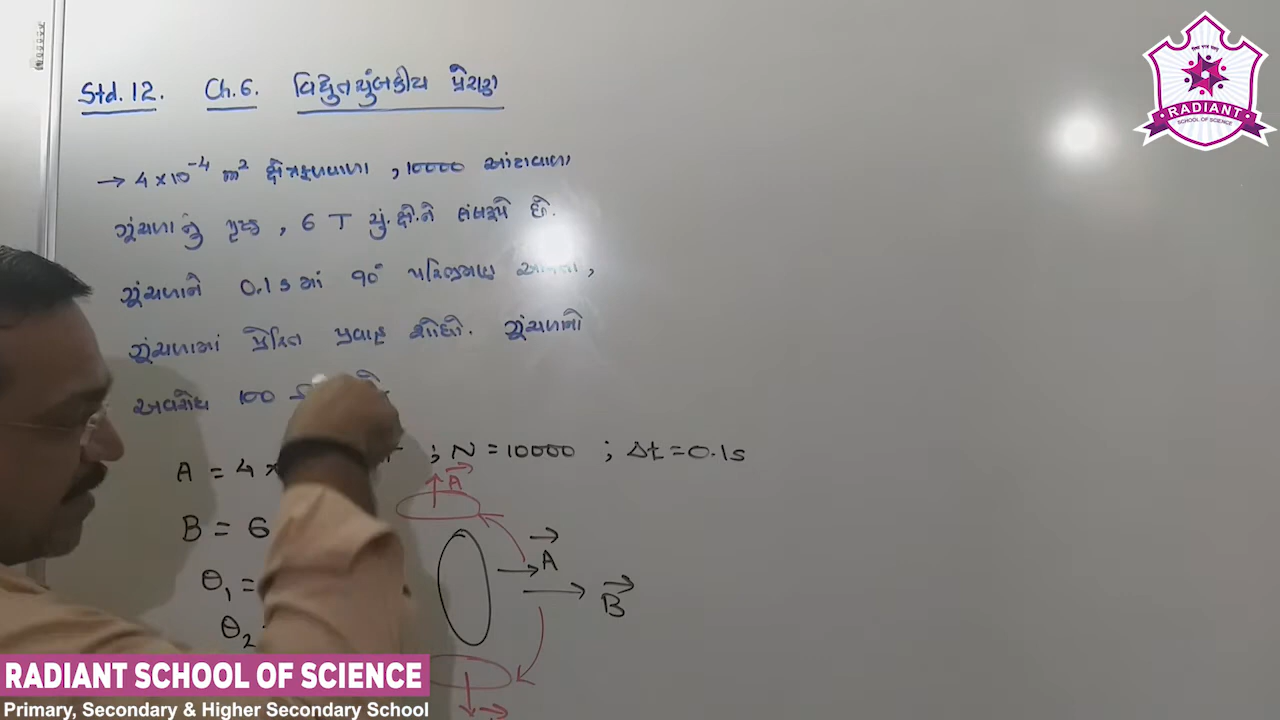 Std.12. Ch.6. વિદ્યુતચુંબકીય પ્રેરણ
→ 4 × 10⁻⁴ m² ક્ષેત્રફળવાળા , 10000 આંટાવાળા
ગૂંચળાનું પૃષ્ઠ , 6 T ચું.ક્ષે.ને લંબરૂપે છે.
ગૂંચળાને 0.1 s માં 90° પરિભ્રમણ
ગૂંચળામાં પ્રેરિત પ્રવાહ શોધો. ગૂંચળાનો
અવરોધ 100
A = 4 × ; N = 10000 ; Δt = 0.1s
A
B = 6
A
θ₁ =
B
θ₂
RADIANT
SCHOOL OF SCIENCE
RADIANT SCHOOL OF SCIENCE
Primary, Secondary & Higher Secondary School